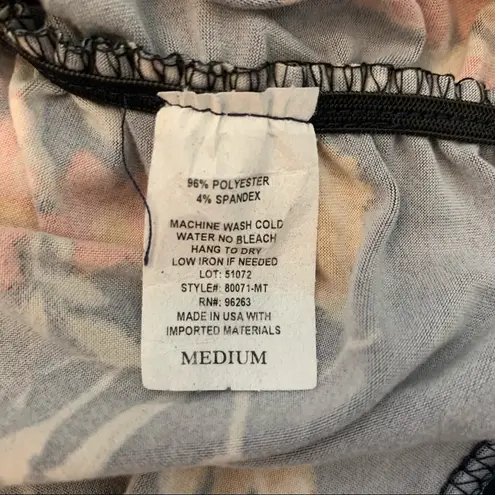 96% POLYESTER
4% SPANDEX
MACHINE WASH COLD
WATER NO BLEACH
HANG TO DRY
LOW IRON IF NEEDED
LOT: 51072
STYLE#: 80071-MT
RN#: 96263
MADE IN USA WITH
IMPORTED MATERIALS
MEDIUM